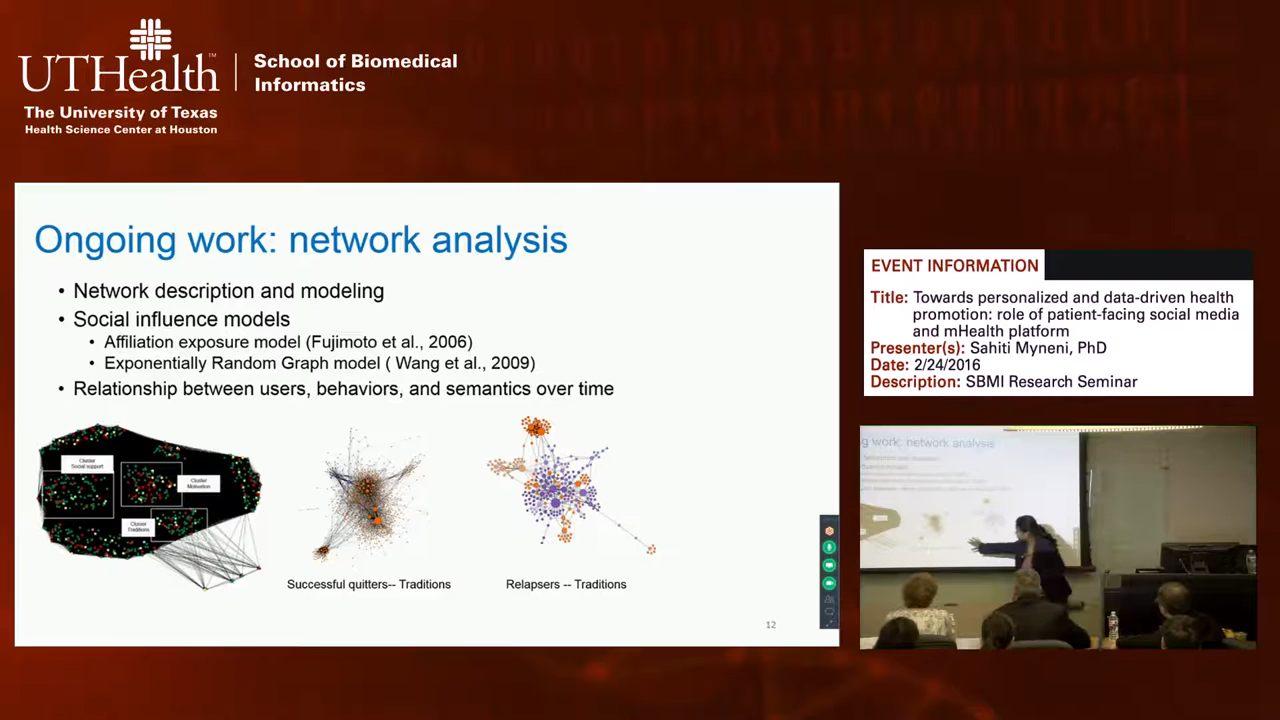 UTHealth™
School of Biomedical
Informatics
The University of Texas
Health Science Center at Houston
Ongoing work: network analysis
• Network description and modeling
• Social influence models
• Affiliation exposure model (Fujimoto et al., 2006)
• Exponentially Random Graph model ( Wang et al., 2009)
• Relationship between users, behaviors, and semantics over time
Cluster
Social support
Cluster
Motivation
Cluster
Traditions
Successful quitters-- Traditions
Relapsers -- Traditions
12
EVENT INFORMATION
Title: Towards personalized and data-driven health
promotion: role of patient-facing social media
and mHealth platform
Presenter(s): Sahiti Myneni, PhD
Date: 2/24/2016
Description: SBMI Research Seminar
work: network analysis